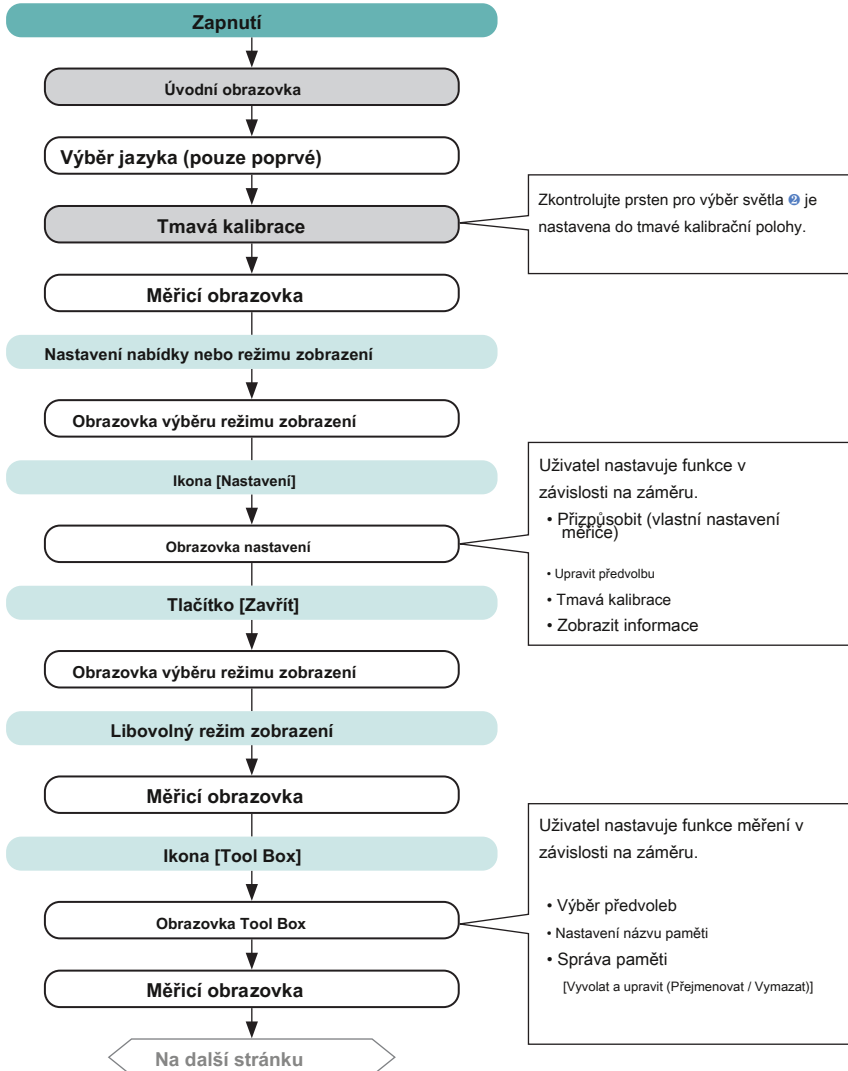 Zapnutí
Úvodní obrazovka
Výběr jazyka (pouze poprvé)
Tmavá kalibrace
Zkontrolujte prsten pro výběr světla ❷ je
nastavena do tmavé kalibrační polohy.
Měřicí obrazovka
Nastavení nabídky nebo režimu zobrazení
Obrazovka výběru režimu zobrazení
Ikona [Nastavení]
Obrazovka nastavení
Uživatel nastavuje funkce v
závislosti na záměru.
• Přizpůsobit (vlastní nastavení
měřiče)
• Upravit předvolbu
• Tmavá kalibrace
• Zobrazit informace
Tlačítko [Zavřít]
Obrazovka výběru režimu zobrazení
Libovolný režim zobrazení
Měřicí obrazovka
Ikona [Tool Box]
Obrazovka Tool Box
Uživatel nastavuje funkce měření v
závislosti na záměru.
• Výběr předvoleb
• Nastavení názvu paměti
• Správa paměti
[Vyvolat a upravit (Přejmenovat / Vymazat)]
Měřicí obrazovka
Na další stránku